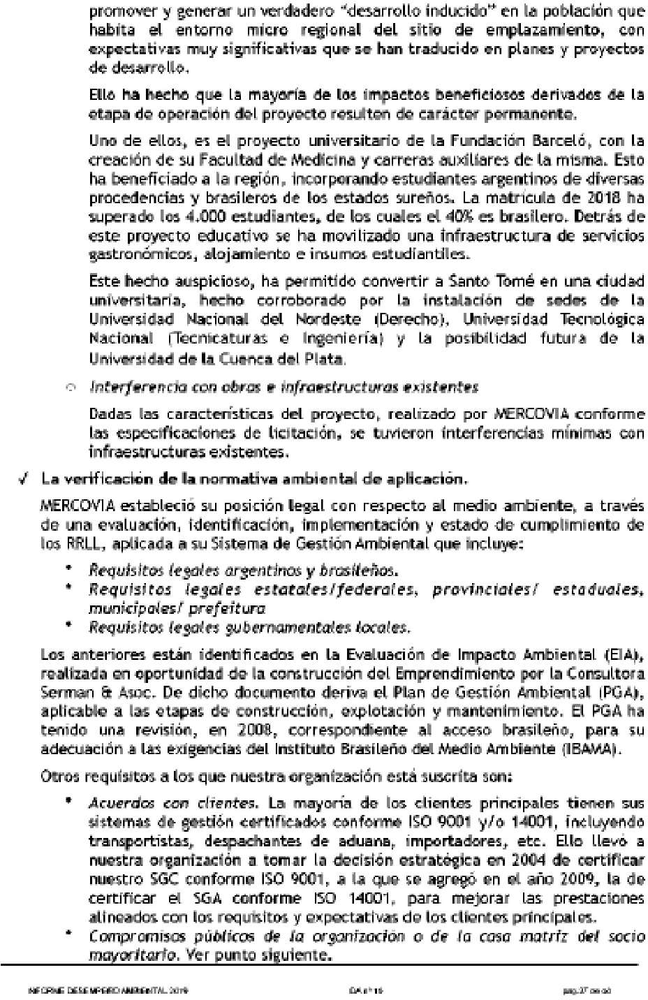 promover y generar un verdadero “desarrollo inducido” en la población que
habita el entorno micro regional del sitio de emplazamiento, con
expectativas muy significativas que se han traducido en planes y proyectos
de desarrollo.
Ello ha hecho que la mayoría de los impactos beneficiosos derivados de la
etapa de operación del proyecto resulten de carácter permanente.
Uno de ellos, es el proyecto universitario de la Fundación Barceló, con la
creación de su Facultad de Medicina y carreras auxiliares de la misma. Esto
ha beneficiado a la región, incorporando estudiantes argentinos de diversas
procedencias y brasileros de los estados sureños. La matrícula de 2018 ha
superado los 4.000 estudiantes, de los cuales el 40% es brasilero. Detrás de
este proyecto educativo se ha movilizado una infraestructura de servicios
gastronómicos, alojamiento e insumos estudiantiles.
Este hecho auspicioso, ha permitido convertir a Santo Tomé en una ciudad
universitaria, hecho corroborado por la instalación de sedes de la
Universidad Nacional del Nordeste (Derecho), Universidad Tecnológica
Nacional (Tecnicaturas e Ingeniería) y la posibilidad futura de la
Universidad de la Cuenca del Plata.
○ Interferencia con obras e infraestructuras existentes
Dadas las características del proyecto, realizado por MERCOVIA conforme
las especificaciones de licitación, se tuvieron interferencias mínimas con
infraestructuras existentes.
√ La verificación de la normativa ambiental de aplicación.
MERCOVIA estableció su posición legal con respecto al medio ambiente, a través
de una evaluación, identificación, implementación y estado de cumplimiento de
los RRLL, aplicada a su Sistema de Gestión Ambiental que incluye:
• Requisitos legales argentinos y brasileños.
• Requisitos legales estatales/federales, provinciales/ estaduales,
municipales/ prefeitura
• Requisitos legales gubernamentales locales.
Los anteriores están identificados en la Evaluación de Impacto Ambiental (EIA),
realizada en oportunidad de la construcción del Emprendimiento por la Consultora
Serman & Asoc. De dicho documento deriva el Plan de Gestión Ambiental (PGA),
aplicable a las etapas de construcción, explotación y mantenimiento. El PGA ha
tenido una revisión, en 2008, correspondiente al acceso brasileño, para su
adecuación a las exigencias del Instituto Brasileño del Medio Ambiente (IBAMA).
Otros requisitos a los que nuestra organización está suscrita son:
• Acuerdos con clientes. La mayoría de los clientes principales tienen sus
sistemas de gestión certificados conforme ISO 9001 y/o 14001, incluyendo
transportistas, despachantes de aduana, importadores, etc. Ello llevó a
nuestra organización a tomar la decisión estratégica en 2004 de certificar
nuestro SGC conforme ISO 9001, a la que se agregó en el año 2009, la de
certificar el SGA conforme ISO 14001, para mejorar las prestaciones
alineados con los requisitos y expectativas de los clientes principales.
• Compromisos públicos de la organización o de la casa matriz del socio
mayoritario. Ver punto siguiente.
INFORME DESEMPEÑO AMBIENTAL 2019
pag.27 de